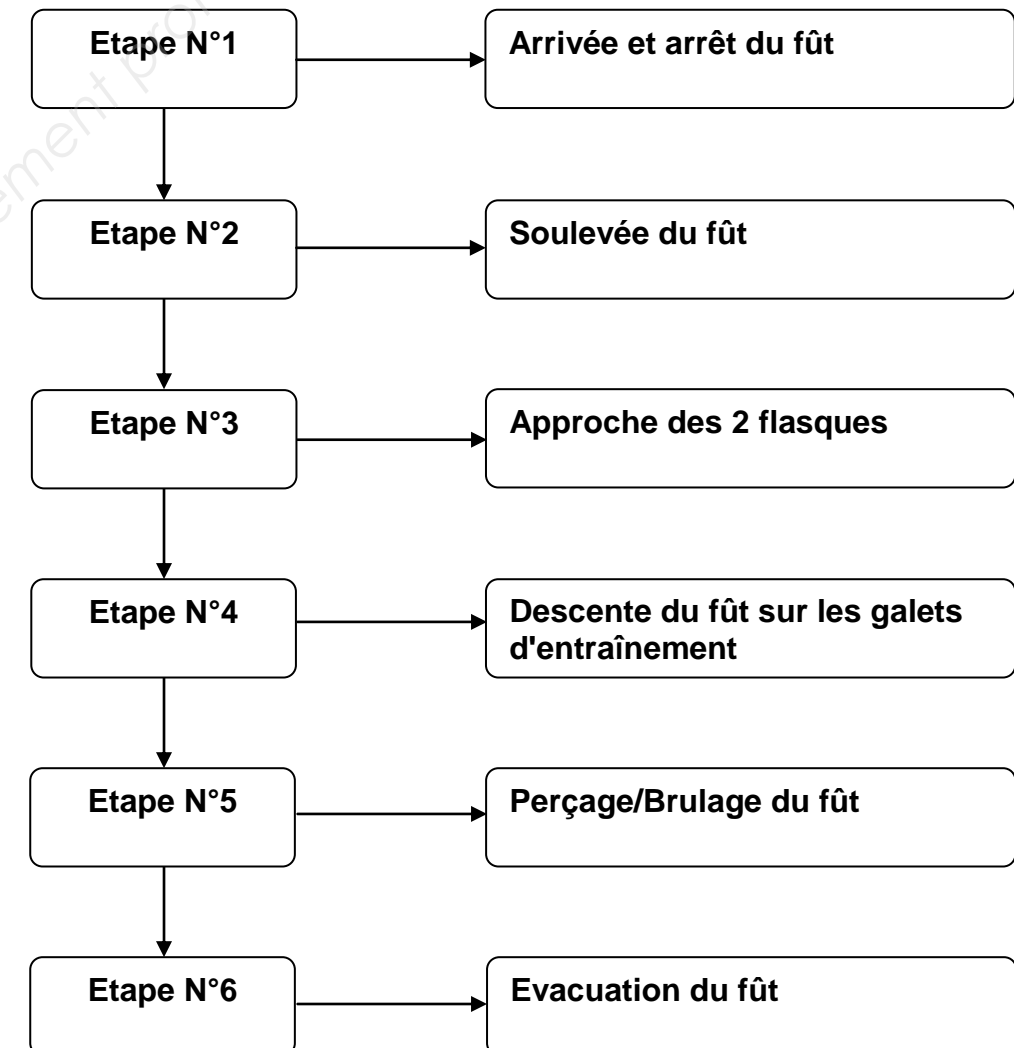 Etape N°1
Arrivée et arrêt du fût
Etape N°2
Soulevée du fût
Etape N°3
Approche des 2 flasques
Etape N°4
Descente du fût sur les galets
d'entraînement
Etape N°5
Perçage/Brulage du fût
Etape N°6
Evacuation du fût